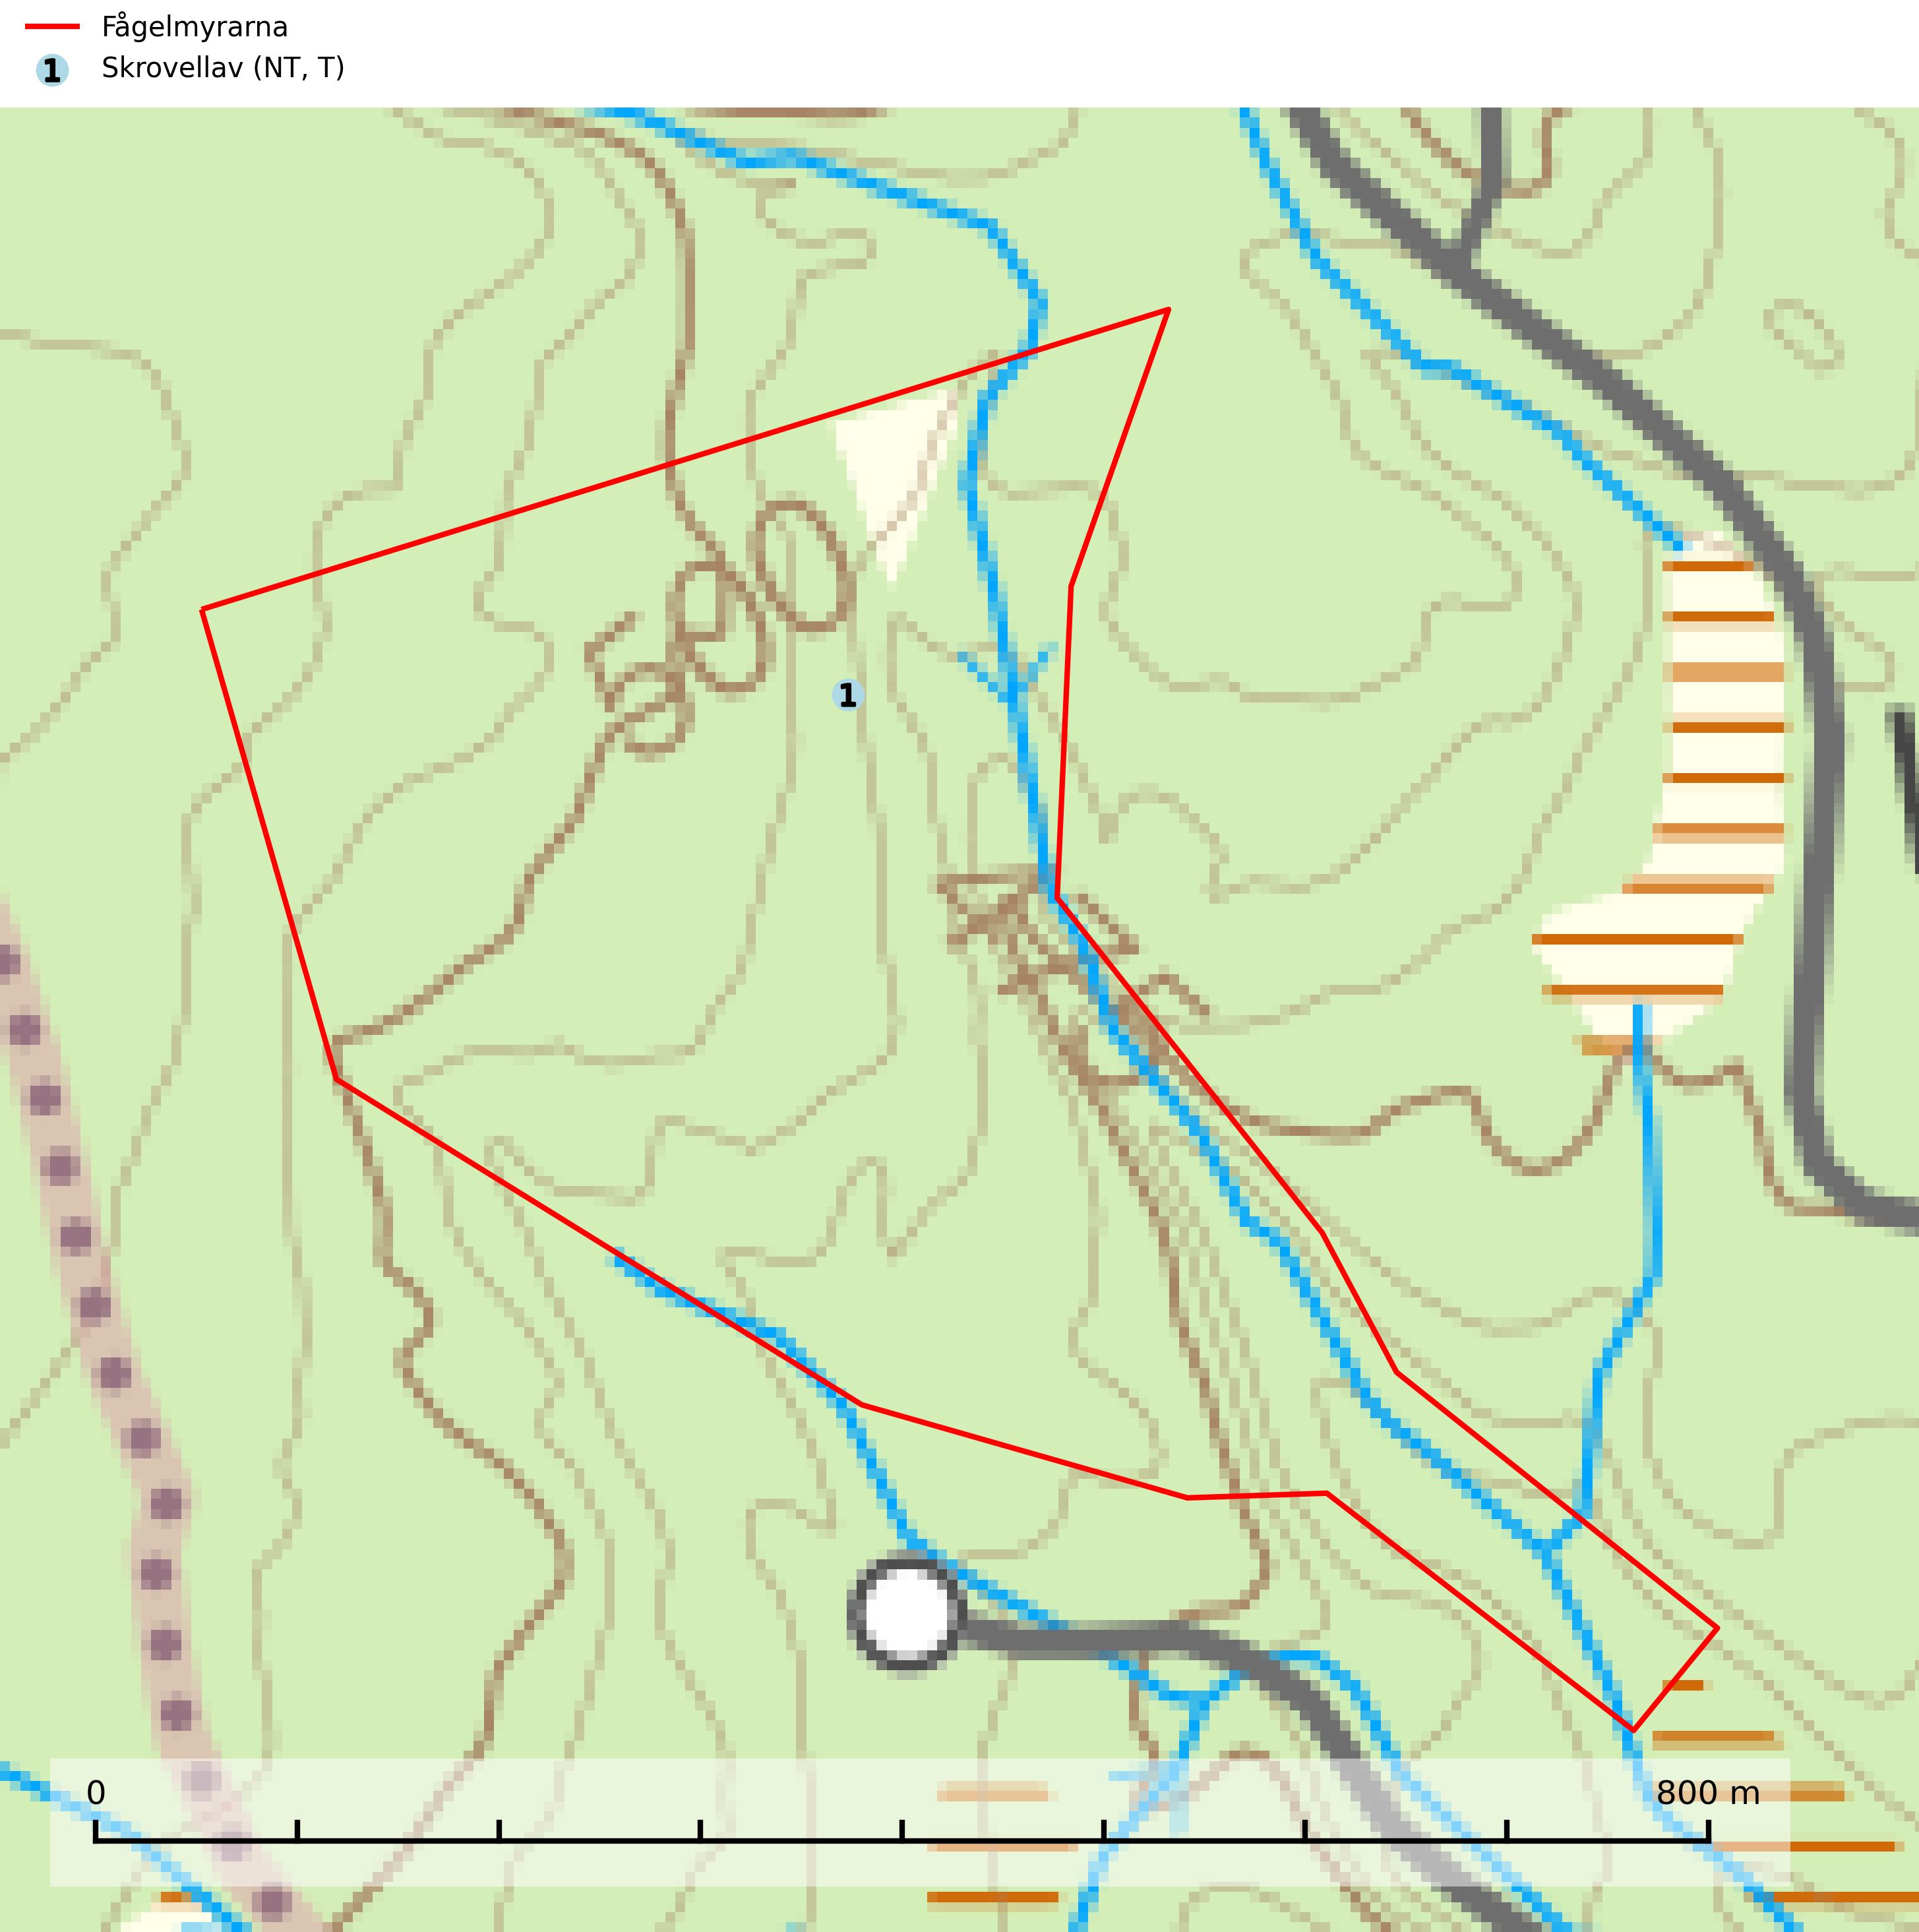 Fågelmyrarna
1 Skrovellav (NT, T)
1
0 800 m